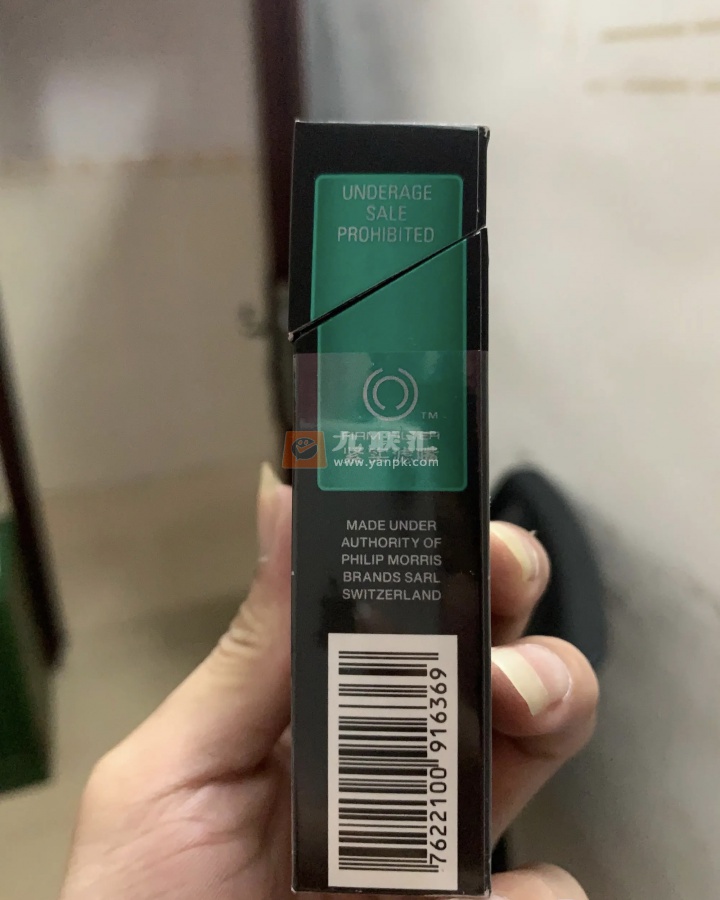 UNDERAGE
SALE
PROHIBITED
TM
www.yanpk.com
MADE UNDER
AUTHORITY OF
PHILIP MORRIS
BRANDS SARL
SWITZERLAND
7622100 916369